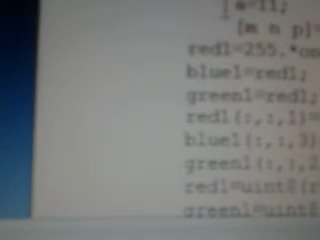 a=11;
[m n p]=
red1=255.*on
blue1=red1;
green1=red1;
red1(:,:,1)=
blue1(:,:,3)
green1(:,:,2
red1=uint8(r
green1=uint8